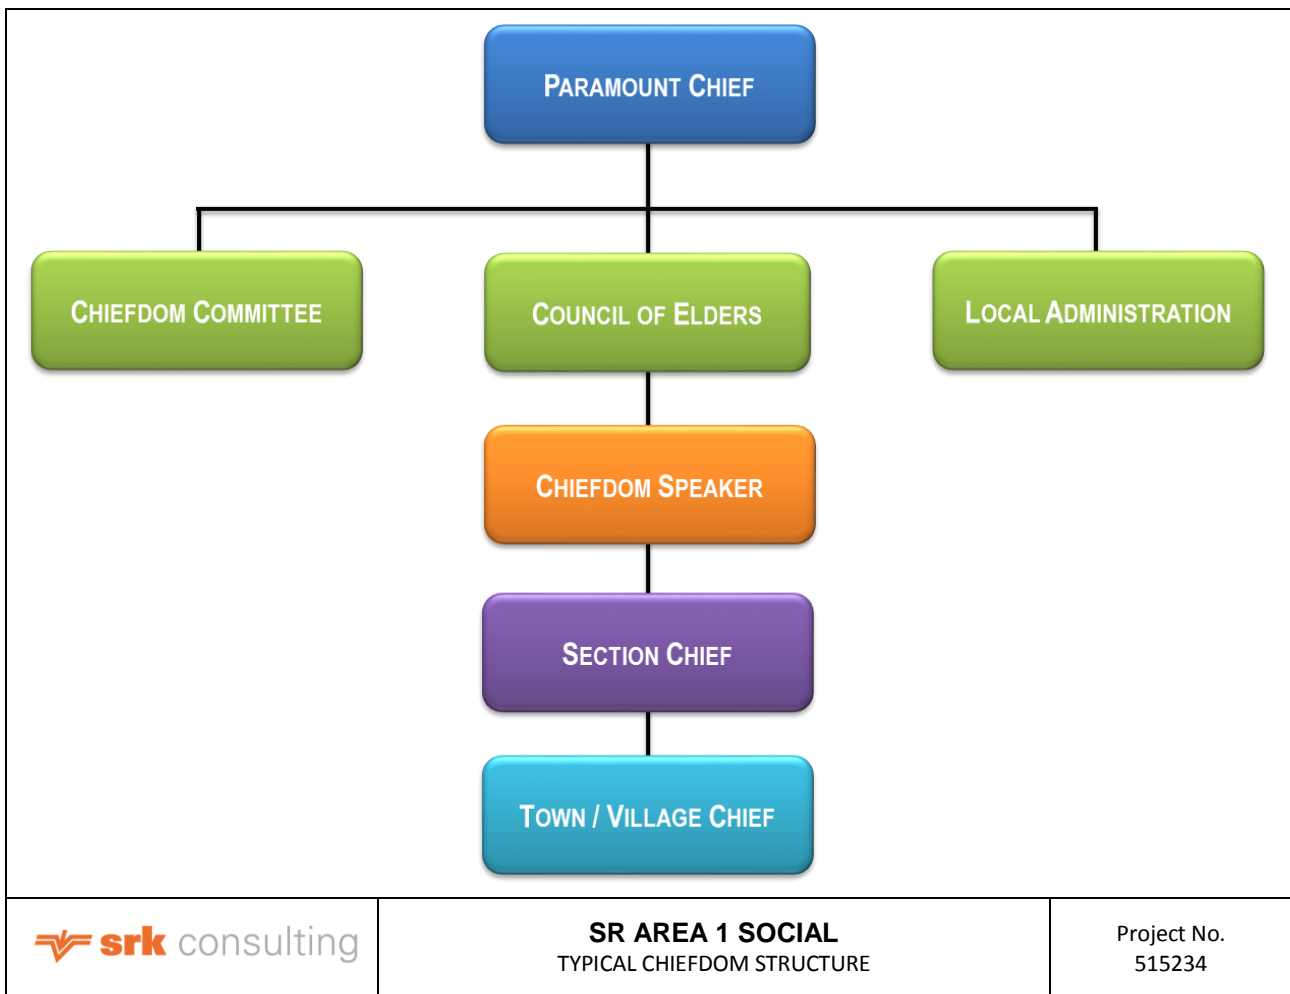 PARAMOUNT CHIEF
CHIEFDOM COMMITTEE
COUNCIL OF ELDERS
LOCAL ADMINISTRATION
CHIEFDOM SPEAKER
SECTION CHIEF
TOWN / VILLAGE CHIEF
srk consulting
SR AREA 1 SOCIAL
TYPICAL CHIEFDOM STRUCTURE
Project No.
515234